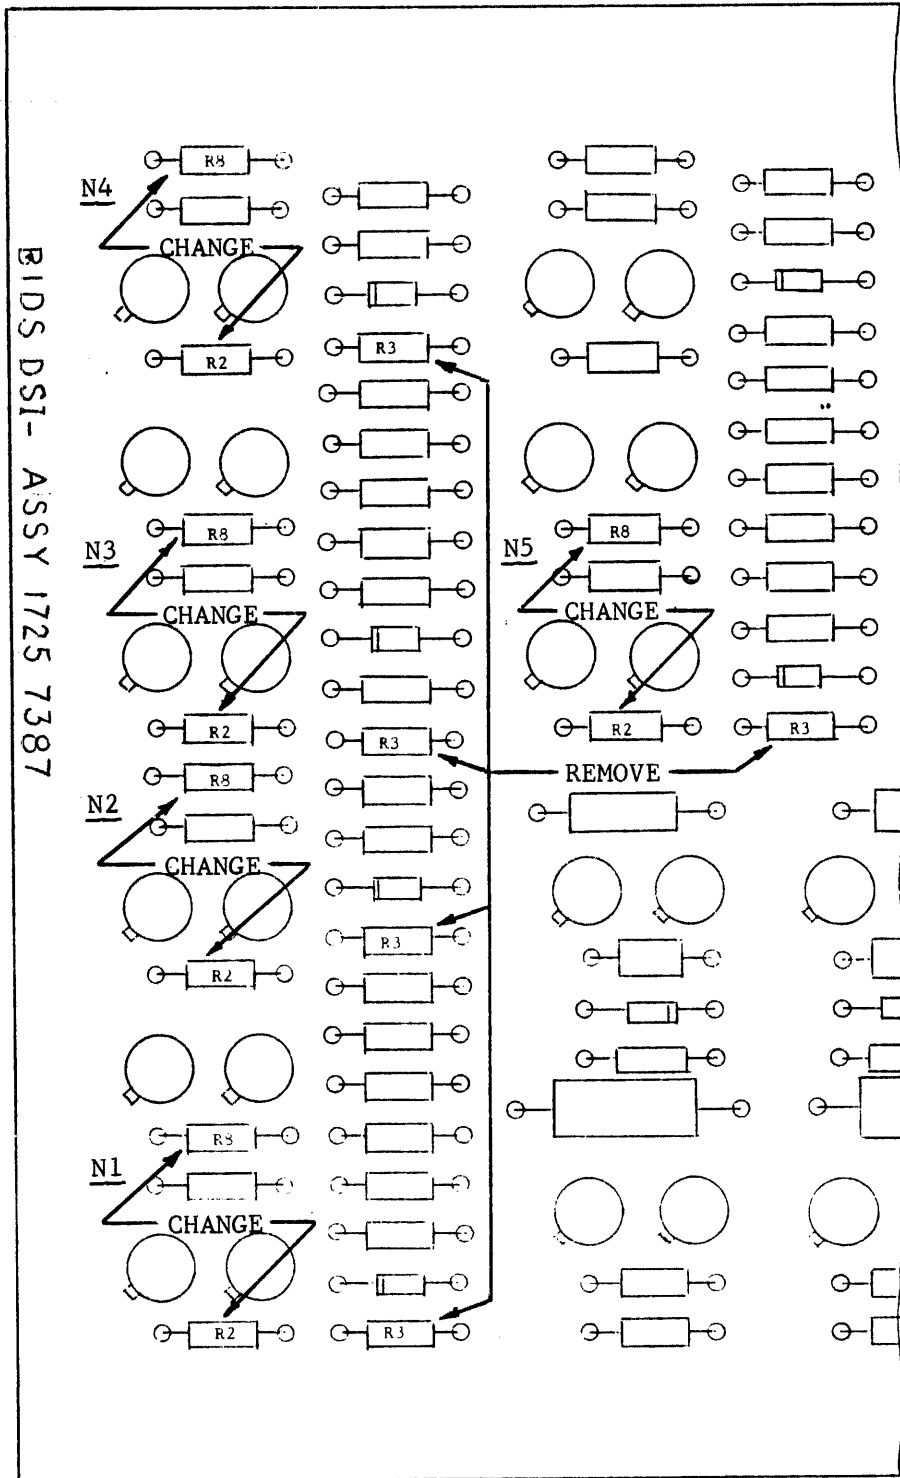 BIDS DSI- ASSY 1725 7387
N4
R8
CHANGE
R2
R3
N3
R8
CHANGE
R2
R3
N5
R8
CHANGE
R2
R3
REMOVE
N2
R8
CHANGE
R2
R3
N1
R8
CHANGE
R2
R3